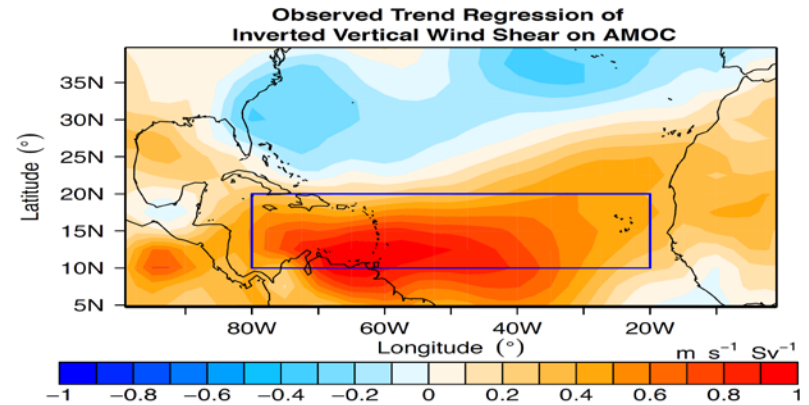 Observed Trend Regression of
Inverted Vertical Wind Shear on AMOC
Latitude (°)
35N
30N
25N
20N
15N
10N
5N
80W 60W 40W 20W
Longitude (°)
m s⁻¹ Sv⁻¹
−1 −0.8 −0.6 −0.4 −0.2 0 0.2 0.4 0.6 0.8 1